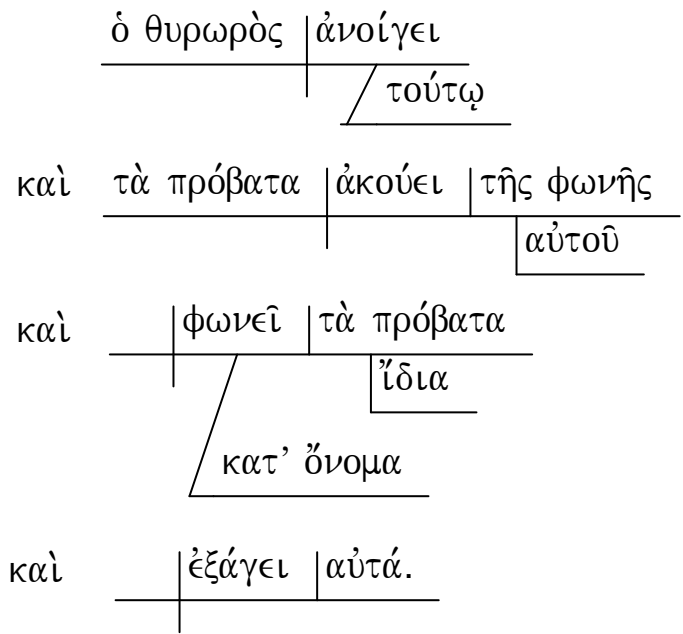 ὁ θυρωρὸς ἀνοίγει
τούτῳ
καὶ τὰ πρόβατα ἀκούει τῆς φωνῆς
αὐτοῦ
καὶ φωνεῖ τὰ πρόβατα
ἴδια
κατ’ ὄνομα
καὶ ἐξάγει αὐτά.